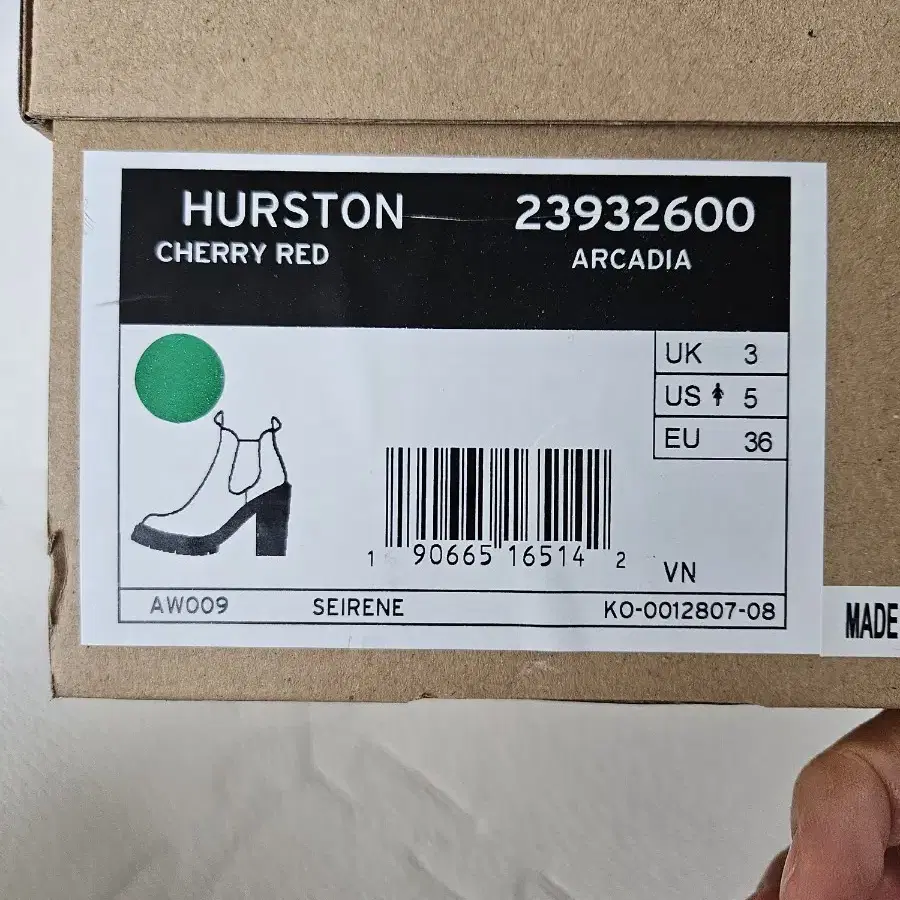 HURSTON 23932600
CHERRY RED ARCADIA
UK 3
US 5
EU 36
1 90665 16514 2
VN
AW009 SEIRENE KO-0012807-08
MADE